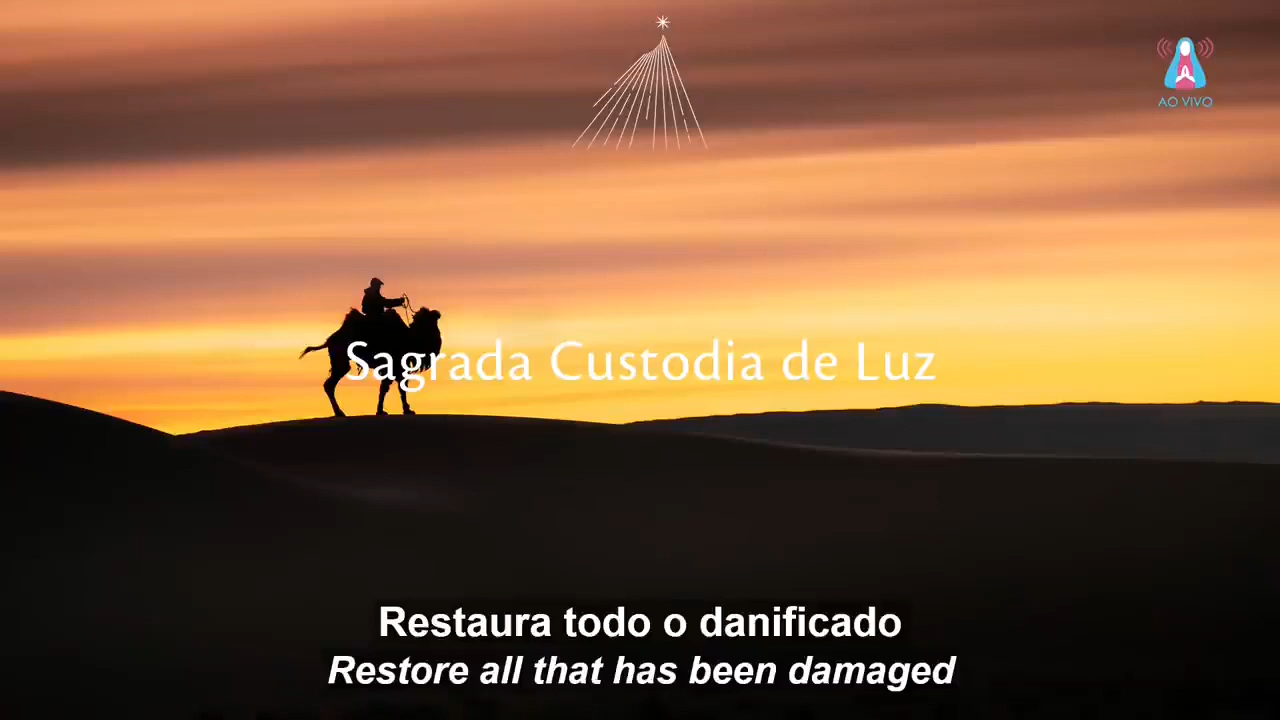 AO VIVO
Sagrada Custodia de Luz
Restaura todo o danificado
Restore all that has been damaged